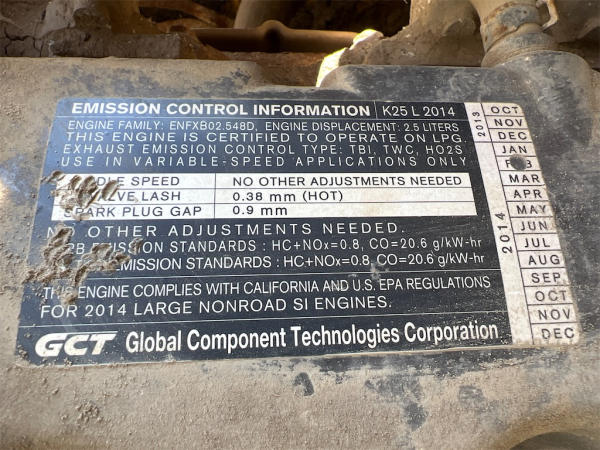 EMISSION CONTROL INFORMATION K25 L 2014
ENGINE FAMILY: ENFXB02.548D, ENGINE DISPLACEMENT: 2.5 LITERS
THIS ENGINE IS CERTIFIED TO OPERATE ON LPG
EXHAUST EMISSION CONTROL TYPE: TBI, TWC, HO2S
USE IN VARIABLE-SPEED APPLICATIONS ONLY
SPEED NO OTHER ADJUSTMENTS NEEDED
LASH 0.38 mm (HOT)
SPARK PLUG GAP 0.9 mm
NO OTHER ADJUSTMENTS NEEDED
EMISSION STANDARDS : HC+NOx=0.8, CO=20.6 g/kW-hr
EMISSION STANDARDS : HC+NOx=0.8, CO=20.6 g/kW-hr
THIS ENGINE COMPLIES WITH CALIFORNIA AND U.S. EPA REGULATIONS
FOR 2014 LARGE NONROAD SI ENGINES.
GCT Global Component Technologies Corporation
2013
OCT
NOV
DEC
2014
JAN
FEB
MAR
APR
MAY
JUN
JUL
AUG
SEP
OCT
NOV
DEC